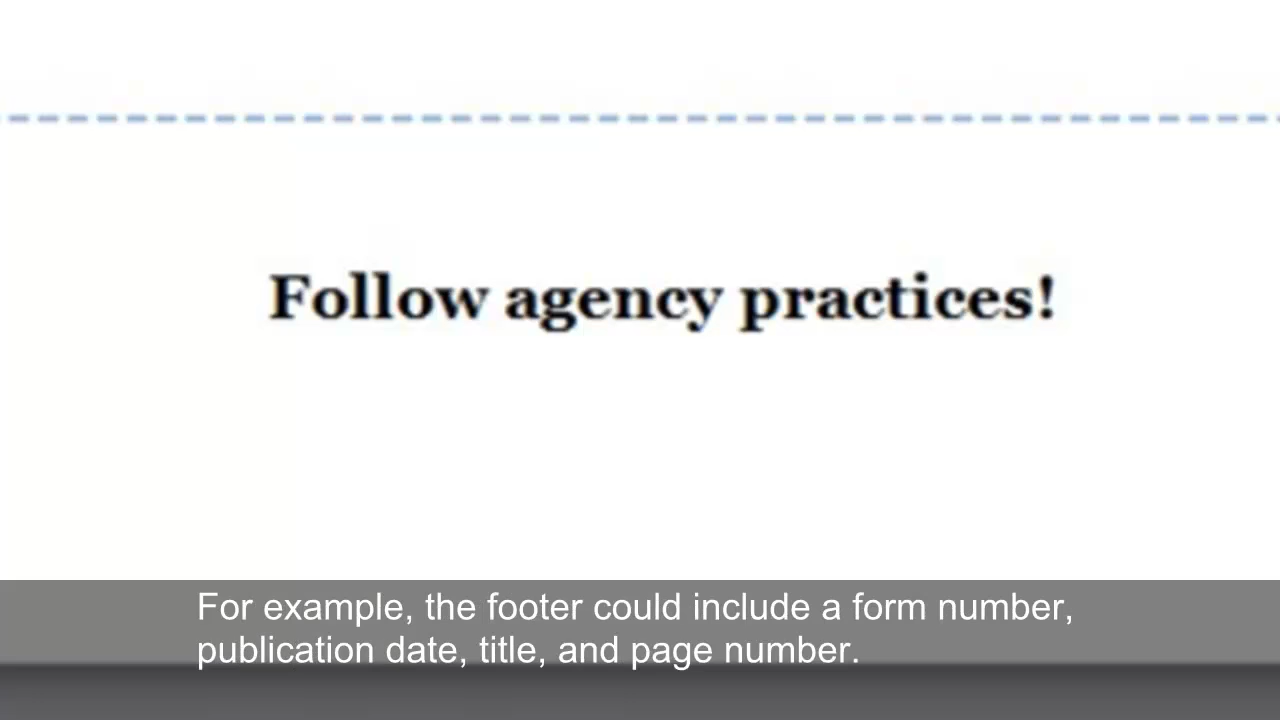 Follow agency practices!
For example, the footer could include a form number,
publication date, title, and page number.